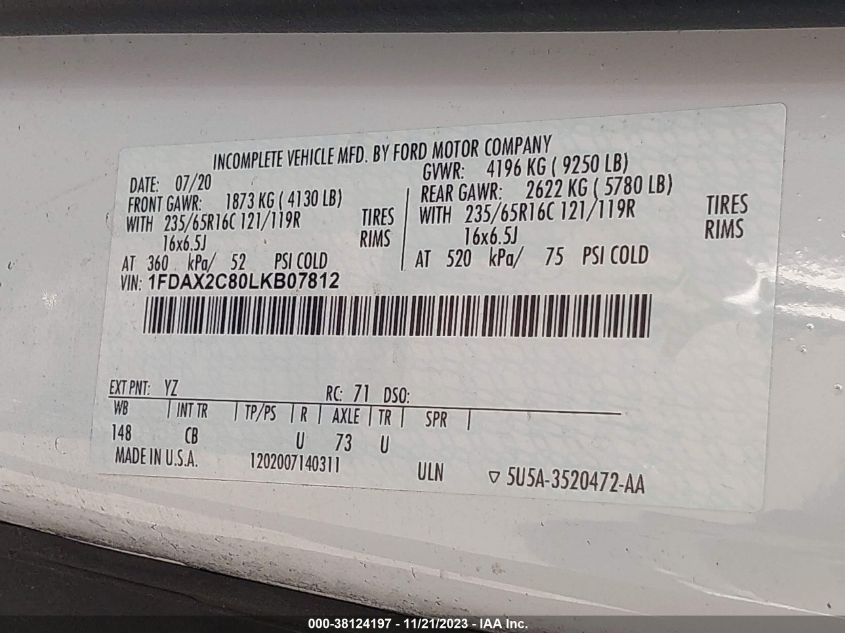 INCOMPLETE VEHICLE MFD. BY FORD MOTOR COMPANY
DATE: 07/20
GVWR: 4196 KG ( 9250 LB)
FRONT GAWR: 1873 KG ( 4130 LB)
REAR GAWR: 2622 KG ( 5780 LB)
WITH 235/65R16C 121/119R TIRES
WITH 235/65R16C 121/119R TIRES
16x6.5J RIMS
16x6.5J RIMS
AT 360 kPa/ 52 PSI COLD
AT 520 kPa/ 75 PSI COLD
VIN: 1FDAX2C80LKB07812
EXT PNT: YZ RC: 71 DSO:
WB | INT TR | TP/PS | R | AXLE | TR | SPR |
148 CB U 73 U
MADE IN U.S.A. 1202007140311 ULN ▽ 5U5A-3520472-AA
000-38124197 - 11/21/2023 - IAA Inc.